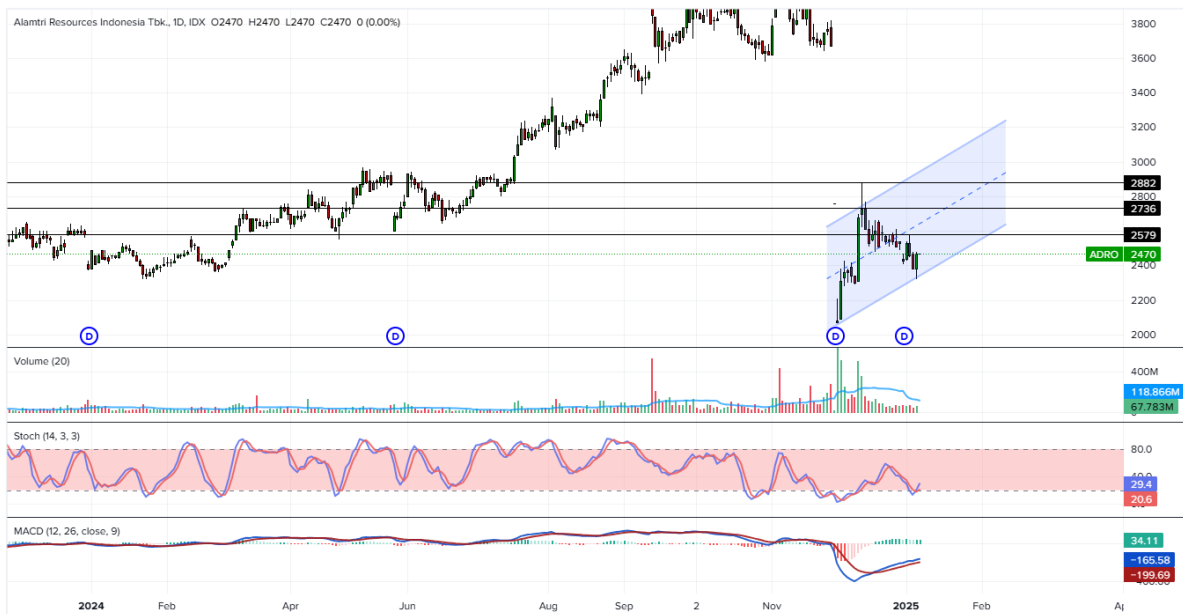 Alamtri Resources Indonesia Tbk., 1D, IDX O2470 H2470 L2470 C2470 0 (0.00%)
3800
3600
3400
3200
3000
2882
2800
2736
2579
ADRO 2470
2400
2200
2000
D D D D
Volume (20)
400M
118.866M
67.783M
Stoch (14, 3, 3)
80.0
40.0
29.4
20.6
MACD (12, 26, close, 9)
34.11
−165.58
−199.69
2024 Feb Apr Jun Aug Sep 2 Nov 2025 Feb